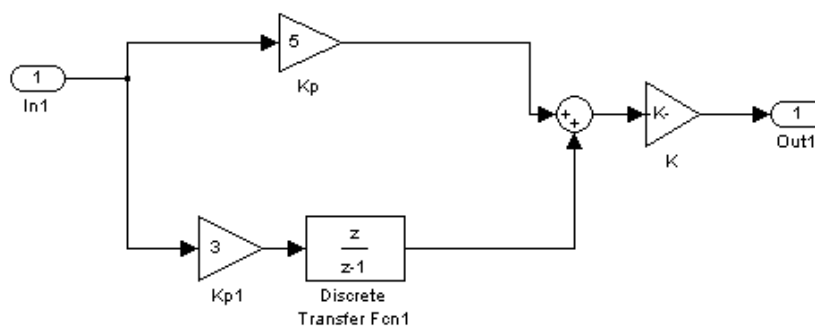 5
Kp
1
In1
+
+
-K-
K
1
Out1
3
Kp1
z
z-1
Discrete
Transfer Fcn1